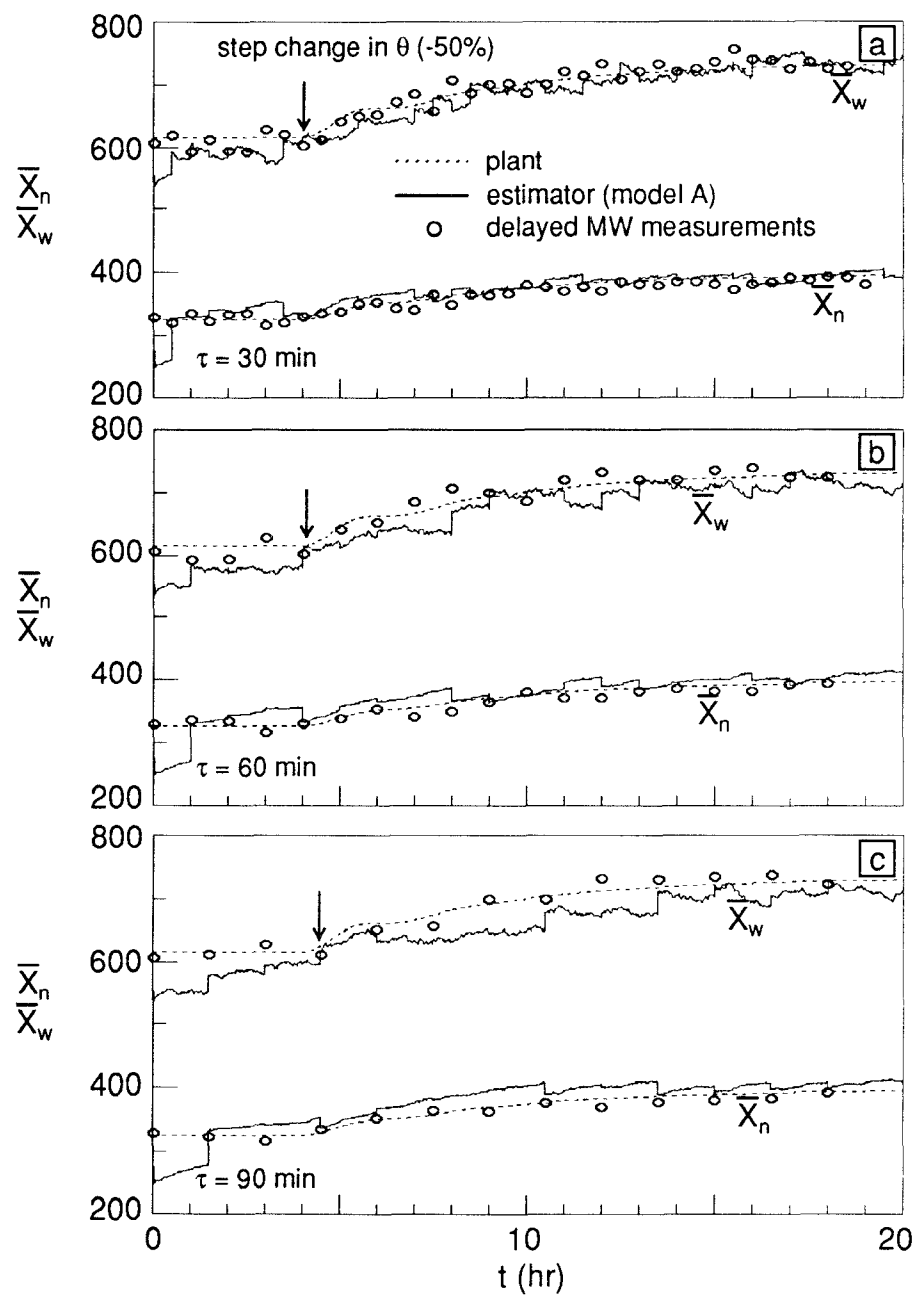 800
600
400
200
X̅n
X̅w
step change in θ (-50%)
a
X̅w
plant
estimator (model A)
delayed MW measurements
X̅n
τ = 30 min
800
600
400
200
X̅n
X̅w
b
X̅w
X̅n
τ = 60 min
800
600
400
200
X̅n
X̅w
c
X̅w
X̅n
τ = 90 min
0
10
20
t (hr)